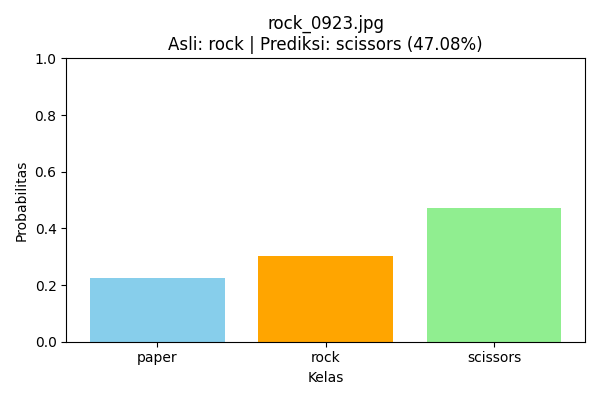 rock_0923.jpg
Asli: rock | Prediksi: scissors (47.08%)
1.0
0.8
0.6
0.4
0.2
0.0
Probabilitas
paper rock scissors
Kelas